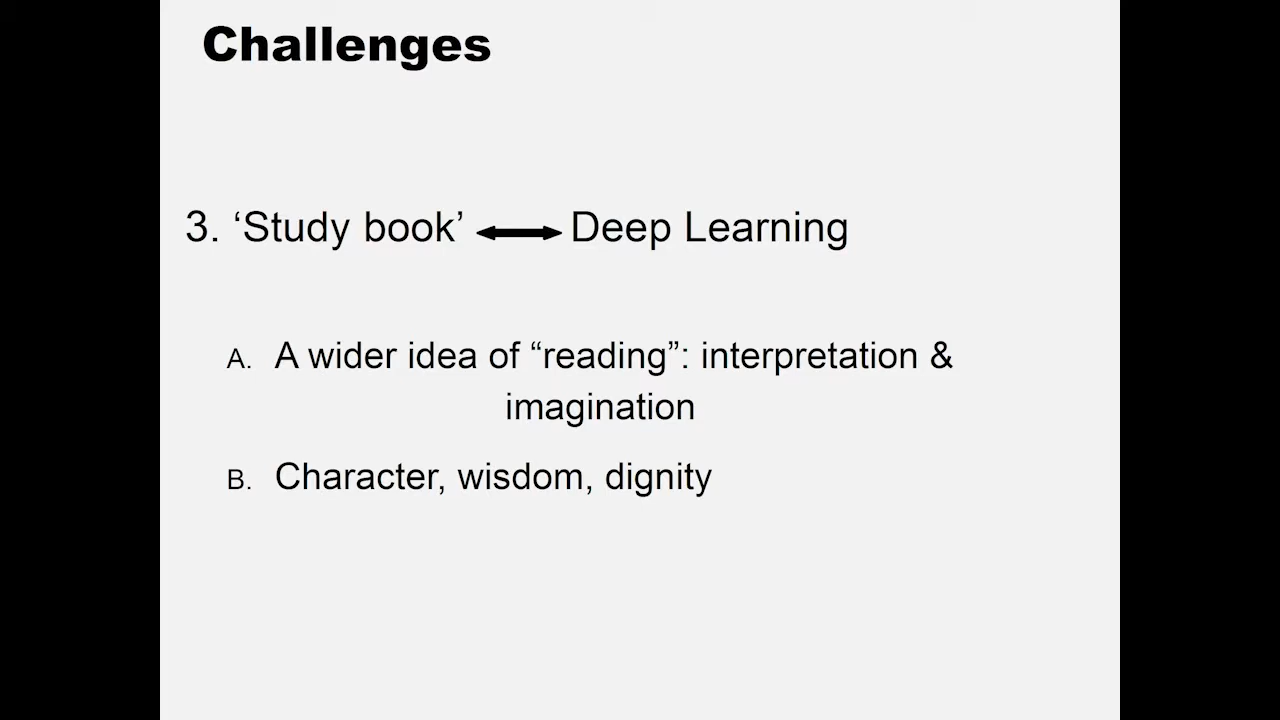 Challenges
3. ‘Study book’ ⟷ Deep Learning
A. A wider idea of “reading”: interpretation &
imagination
B. Character, wisdom, dignity